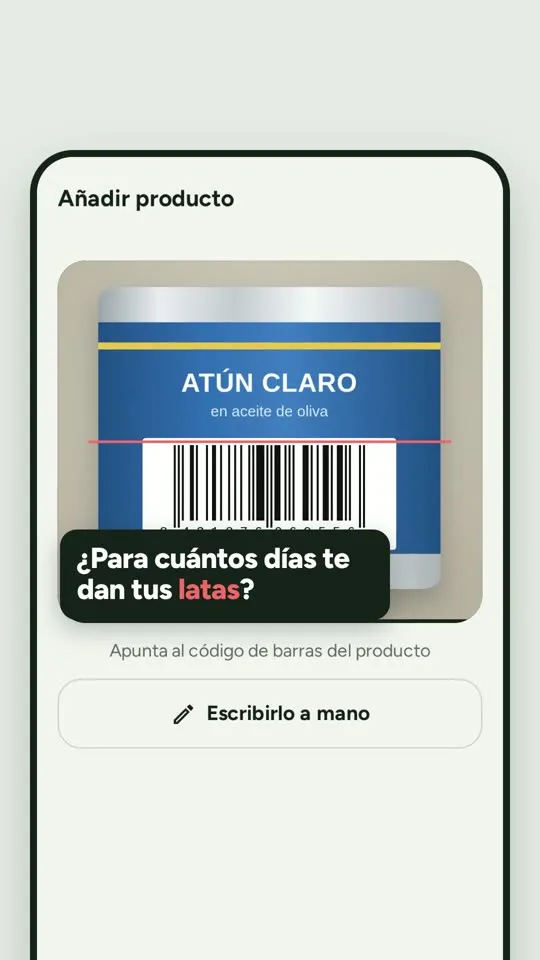 Añadir producto
ATÚN CLARO
en aceite de oliva
¿Para cuántos días te
dan tus latas?
Apunta al código de barras del producto
Escribirlo a mano